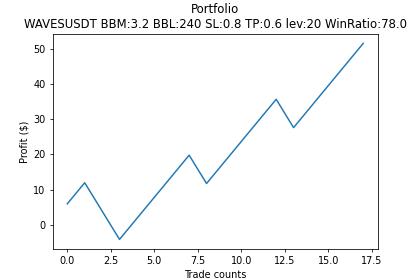 Portfolio
WAVESUSDT BBM:3.2 BBL:240 SL:0.8 TP:0.6 lev:20 WinRatio:78.0
50
40
30
20
10
0
Profit ($)
0.0 2.5 5.0 7.5 10.0 12.5 15.0 17.5
Trade counts